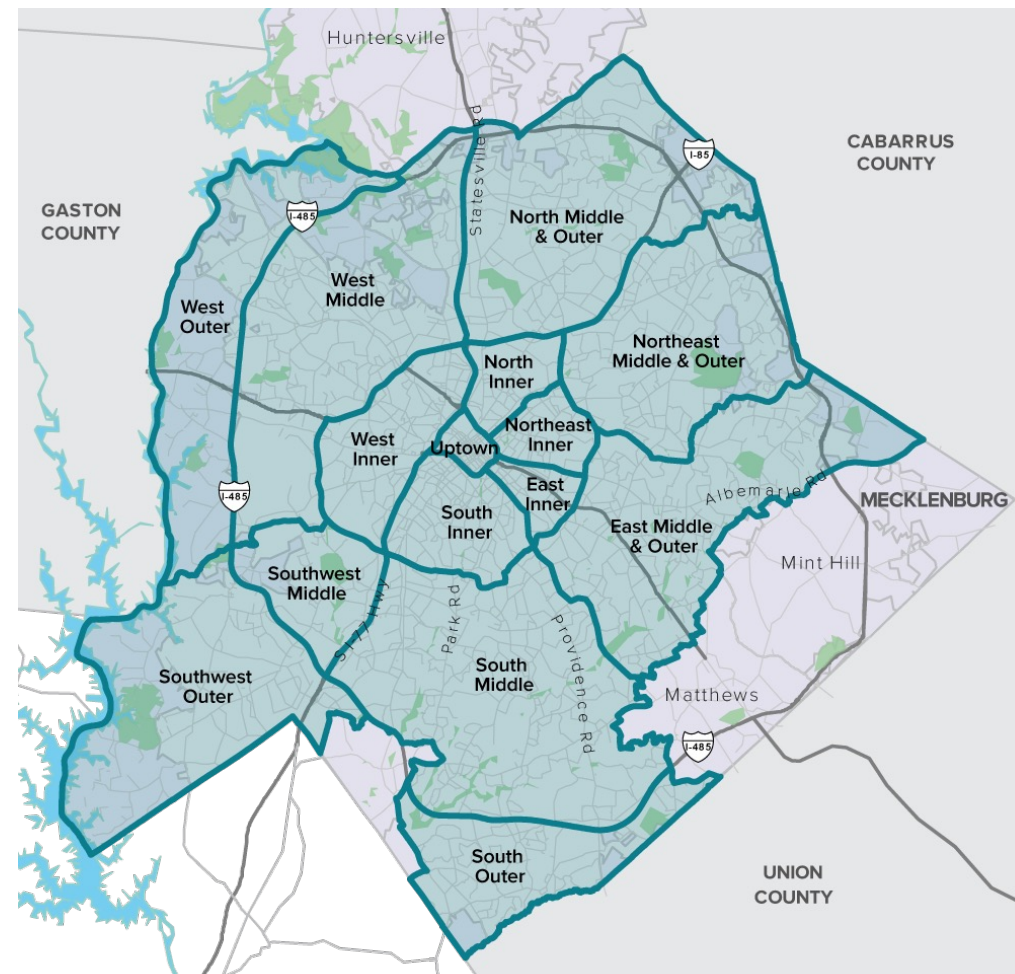 Huntersville
Statesville Rd
I-85
CABARRUS
COUNTY
GASTON
COUNTY
I-485
North Middle
& Outer
West
Middle
West
Outer
Northeast
Middle & Outer
North
Inner
Northeast
Inner
West
Inner
Uptown
East
Inner
South
Inner
I-485
Albemarle Rd
MECKLENBURG
East Middle
& Outer
Mint Hill
Southwest
Middle
S I-77 Hwy
Park Rd
Providence Rd
South
Middle
Southwest
Outer
Matthews
I-485
South
Outer
UNION
COUNTY